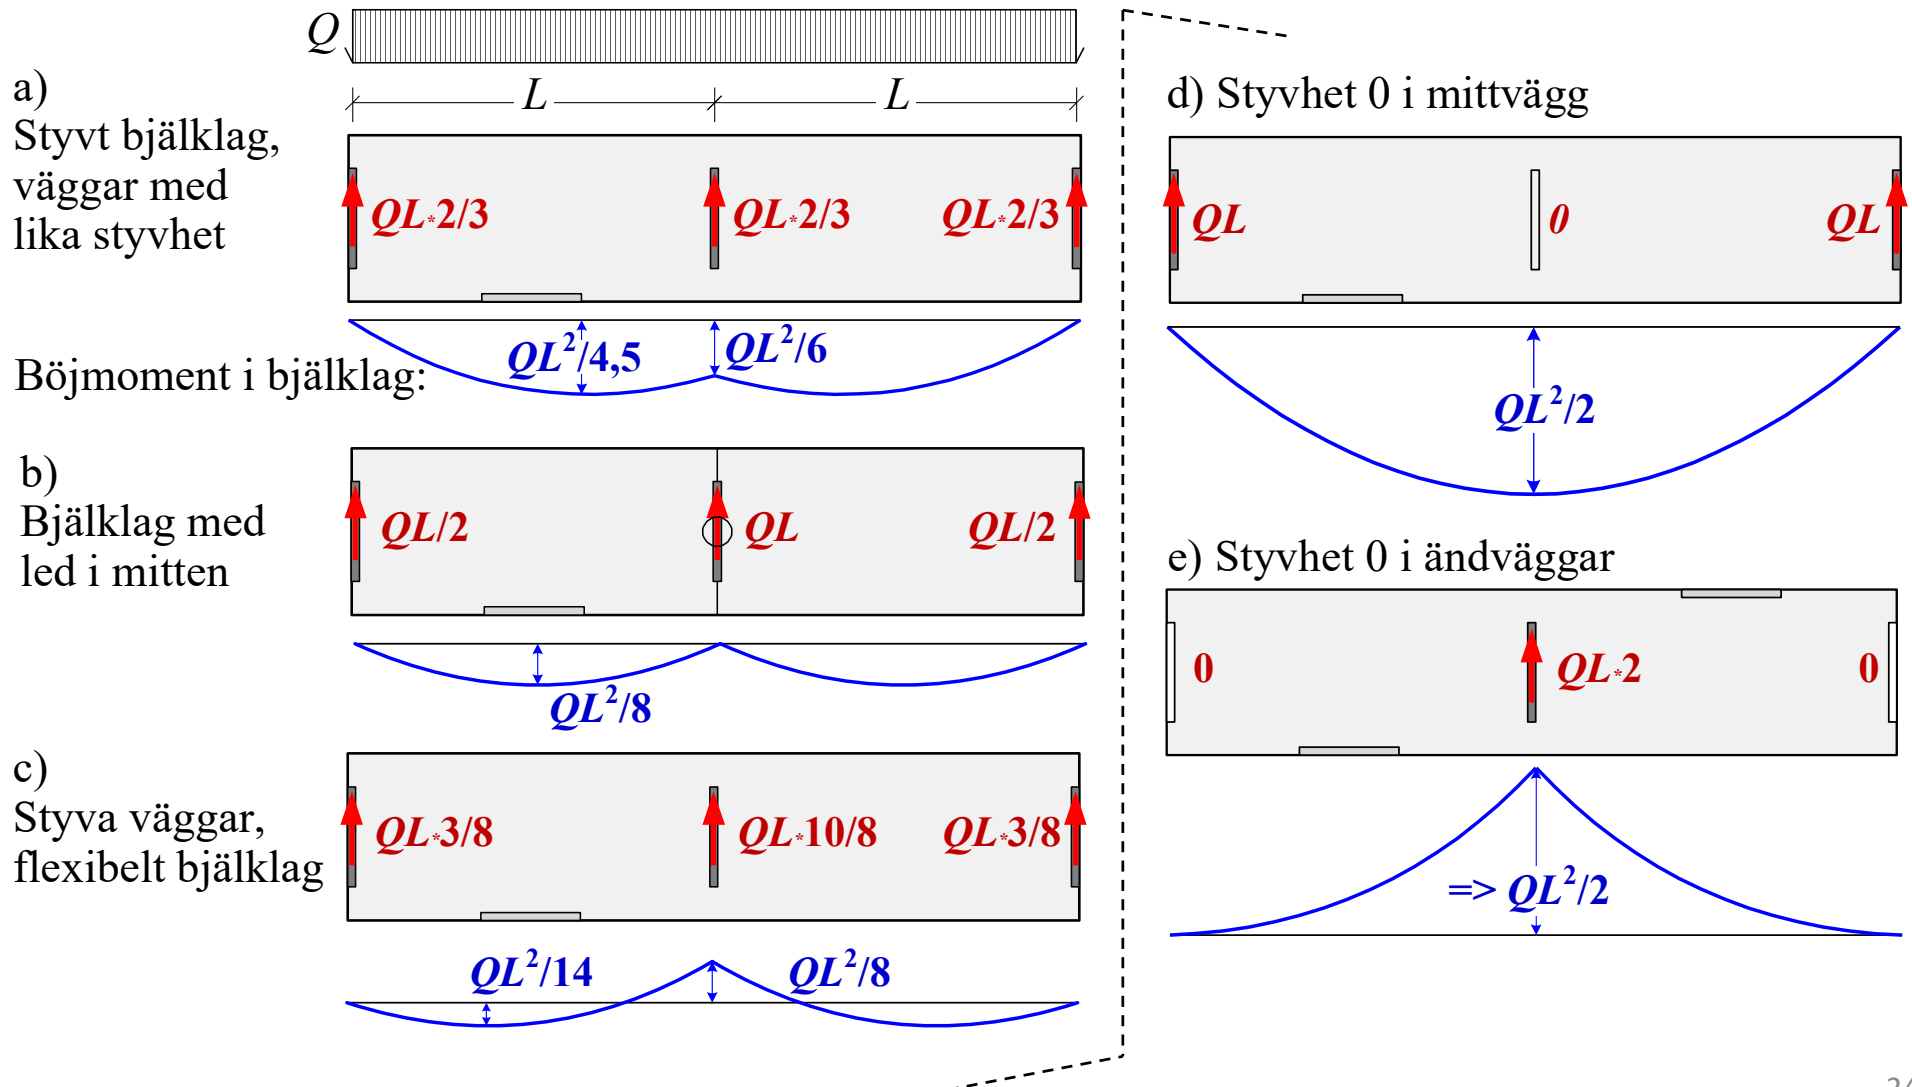 Q
L L
a)
Styvt bjälklag,
väggar med
lika styvhet
QL*2/3 QL*2/3 QL*2/3
QL²/4,5 QL²/6
Böjmoment i bjälklag:
b)
Bjälklag med
led i mitten
QL/2 QL QL/2
QL²/8
c)
Styva väggar,
flexibelt bjälklag
QL*3/8 QL*10/8 QL*3/8
QL²/14 QL²/8
d) Styvhet 0 i mittvägg
QL 0 QL
QL²/2
e) Styvhet 0 i ändväggar
0 QL*2 0
=> QL²/2